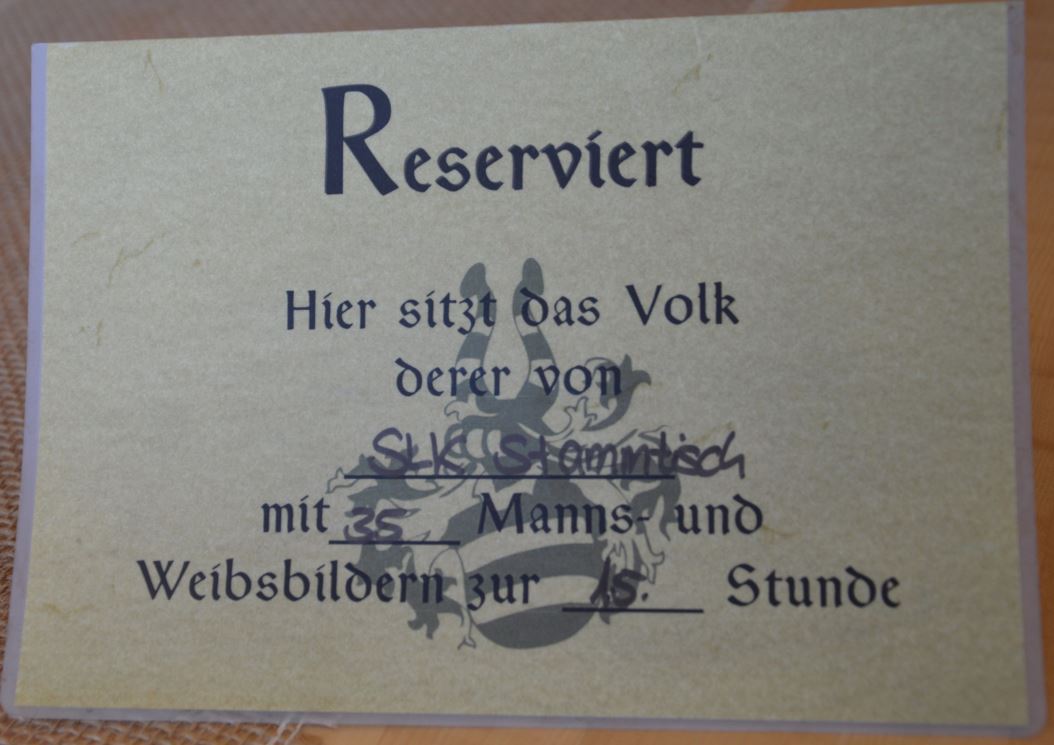 Reserviert
Hier sitzt das Volk
derer von
SLK Stammtisch
mit 35 Manns- und
Weibsbildern zur 15. Stunde